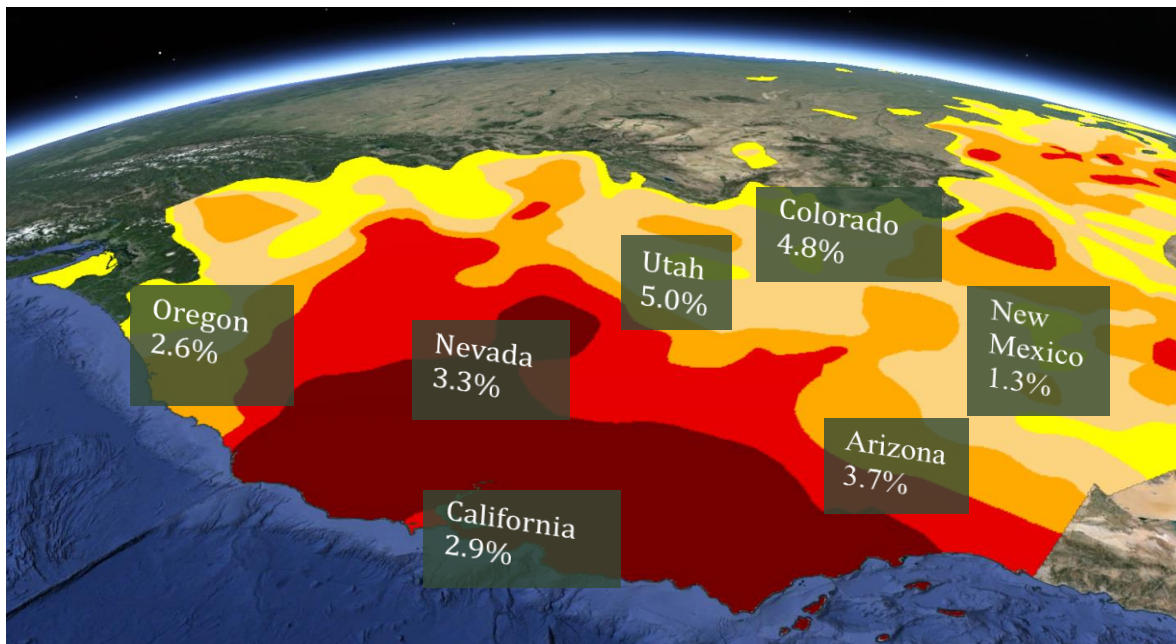 Colorado
4.8%
Utah
5.0%
Oregon
2.6%
New
Mexico
1.3%
Nevada
3.3%
Arizona
3.7%
California
2.9%